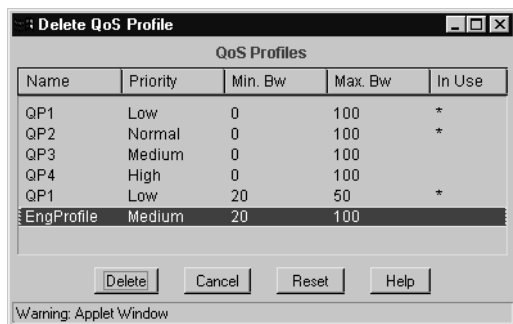 Delete QoS Profile
QoS Profiles
Name Priority Min. Bw Max. Bw In Use
QP1 Low 0 100 *
QP2 Normal 0 100 *
QP3 Medium 0 100
QP4 High 0 100
QP1 Low 20 50 *
EngProfile Medium 20 100
Delete Cancel Reset Help
Warning: Applet Window